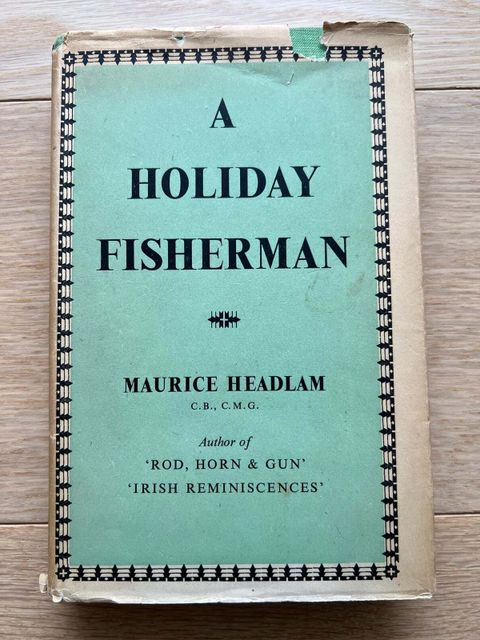 A
HOLIDAY
FISHERMAN
MAURICE HEADLAM
C.B., C.M.G.
Author of
'ROD, HORN & GUN'
'IRISH REMINISCENCES'